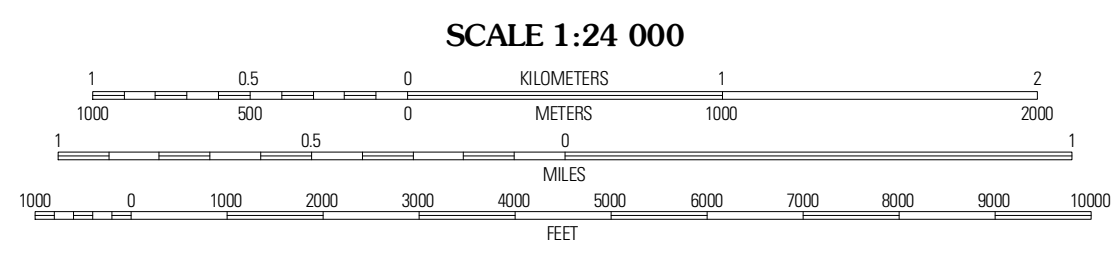 SCALE 1:24 000
1 0.5 0 KILOMETERS 1 2
1000 500 0 METERS 1000 2000
1 0.5 0 1
MILES
1000 0 1000 2000 3000 4000 5000 6000 7000 8000 9000 10000
FEET